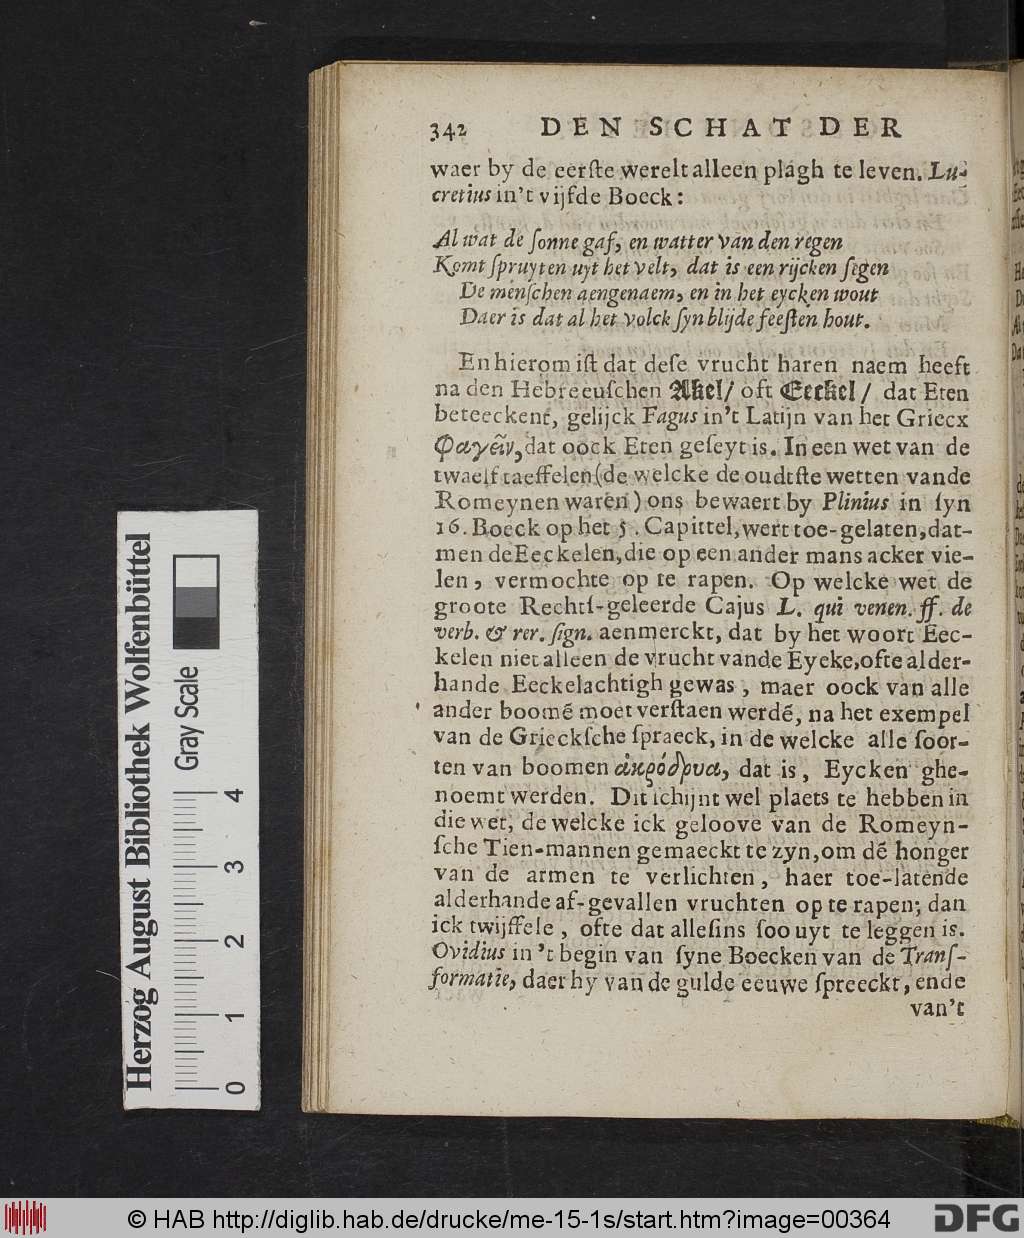 342 DEN SCHAT DER
waer by de eerſte werelt alleen plágh te leven. Lu-
cretius in't vijfde Boeck:
Al wat de ſonne gaf, en watter van den regen
Komt ſpruyten uyt het velt, dat is een rijcken ſegen
De menſchen aengenaem, en in het eycken wout
Daer is dat al het volck ſyn blijde feeſten hout.
En hierom iſt dat deſe vrucht haren naem heeft
na den Hebreeuſchen Akel/ oft Eeckel/ dat Eten
beteeckent, gelijck Fagus in't Latijn van het Griecx
φαγεῖν, dat oock Eten geſeyt is. In een wet van de
twaelf taeffelen (de welcke de oudtſte wetten vande
Romeynen waren) ons bewaert by Plinius in ſyn
16. Boeck op het 5. Capittel, wert toe-gelaten, dat-
men de Eeckelen, die op een ander mans acker vie-
len, vermochte op te rapen. Op welcke wet de
groote Rechtſ-geleerde Cajus L. qui venen. ff. de
verb. & rer. ſign. aenmerckt, dat by het woort Eec-
kelen niet alleen de vrucht vande Eycke, ofte alder-
hande Eeckelachtigh gewas, maer oock van alle
ander boomē moet verſtaen werdē, na het exempel
van de Grieckſche ſpraeck, in de welcke alle ſoor-
ten van boomen ἀκρόδρυα, dat is, Eycken ghe-
noemt werden. Dit ſchijnt wel plaets te hebben in
die wet, de welcke ick geloove van de Romeyn-
ſche Tien-mannen gemaeckt te zyn, om dē honger
van de armen te verlichten, haer toe-latende
alderhande af-gevallen vruchten op te rapen; dan
ick twijffele, ofte dat alleſins ſoo uyt te leggen is.
Ovidius in't begin van ſyne Boecken van de Tranſ-
formatie, daer hy van de gulde eeuwe ſpreeckt, ende
van't
Herzog August Bibliothek Wolfenbüttel
Gray Scale
0 1 2 3 4
© HAB http://diglib.hab.de/drucke/me-15-1s/start.htm?image=00364
DFG